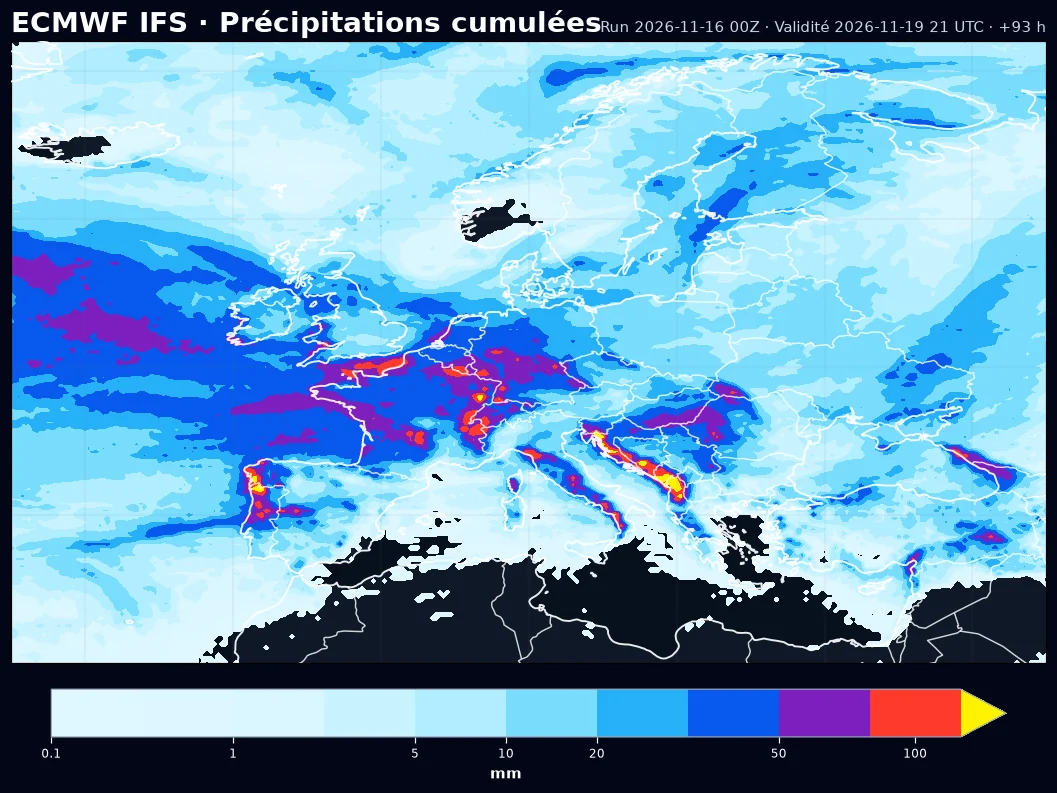 ECMWF IFS · Précipitations cumulées
Run 2026-11-16 00Z · Validité 2026-11-19 21 UTC · +93 h
0.1 1 5 10 20 50 100
mm